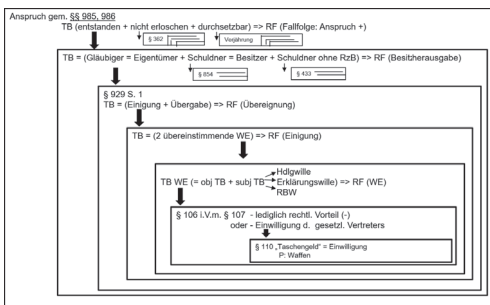 Anspruch gem. §§ 985, 986
TB (entstanden + nicht erloschen + durchsetzbar) => RF (Fallfolge: Anspruch +)
§ 362
Verjährung
TB = (Gläubiger = Eigentümer + Schuldner = Besitzer + Schuldner ohne RzB) => RF (Besitherausgabe)
§ 854
§ 433
§ 929 S. 1
TB = (Einigung + Übergabe) => RF (Übereignung)
TB = (2 übereinstimmende WE) => RF (Einigung)
Hdlgwille
TB WE (= obj TB + subj TB Erklärungswille) => RF (WE)
RBW
§ 106 i.V.m. § 107 - lediglich rechtl. Vorteil (-)
oder - Einwilligung d. gesetzl. Vertreters
§ 110 „Taschengeld" = Einwilligung
P: Waffen